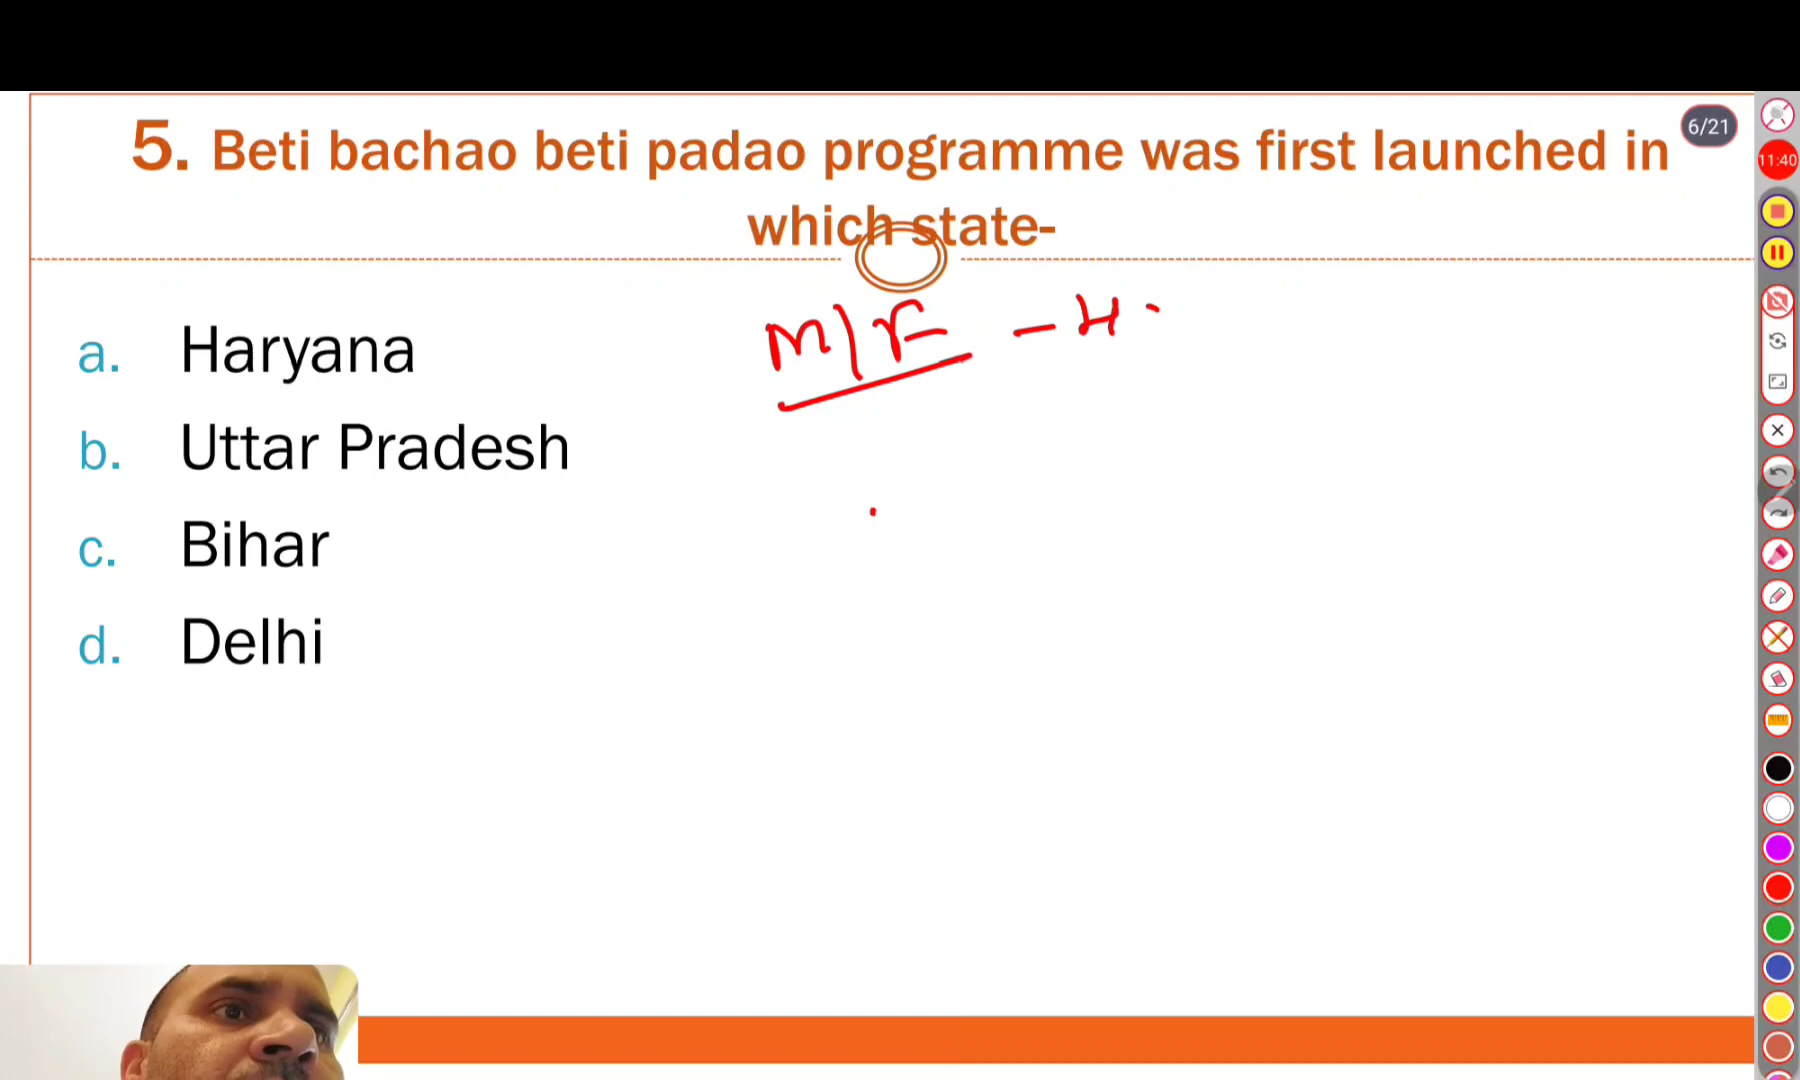 5. Beti bachao beti padao programme was first launched in
which state-
6/21
11:40
M/F - H.
a. Haryana
b. Uttar Pradesh
c. Bihar
d. Delhi